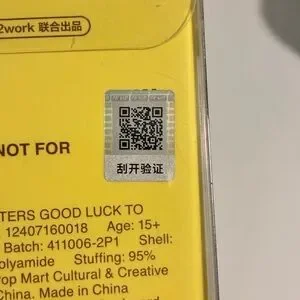 2work 联合出品
NOT FOR
刮开验证
TERS GOOD LUCK TO
12407160018 Age: 15+
Batch: 411006-2P1 Shell:
olyamide Stuffing: 95%
op Mart Cultural & Creative
China. Made in China